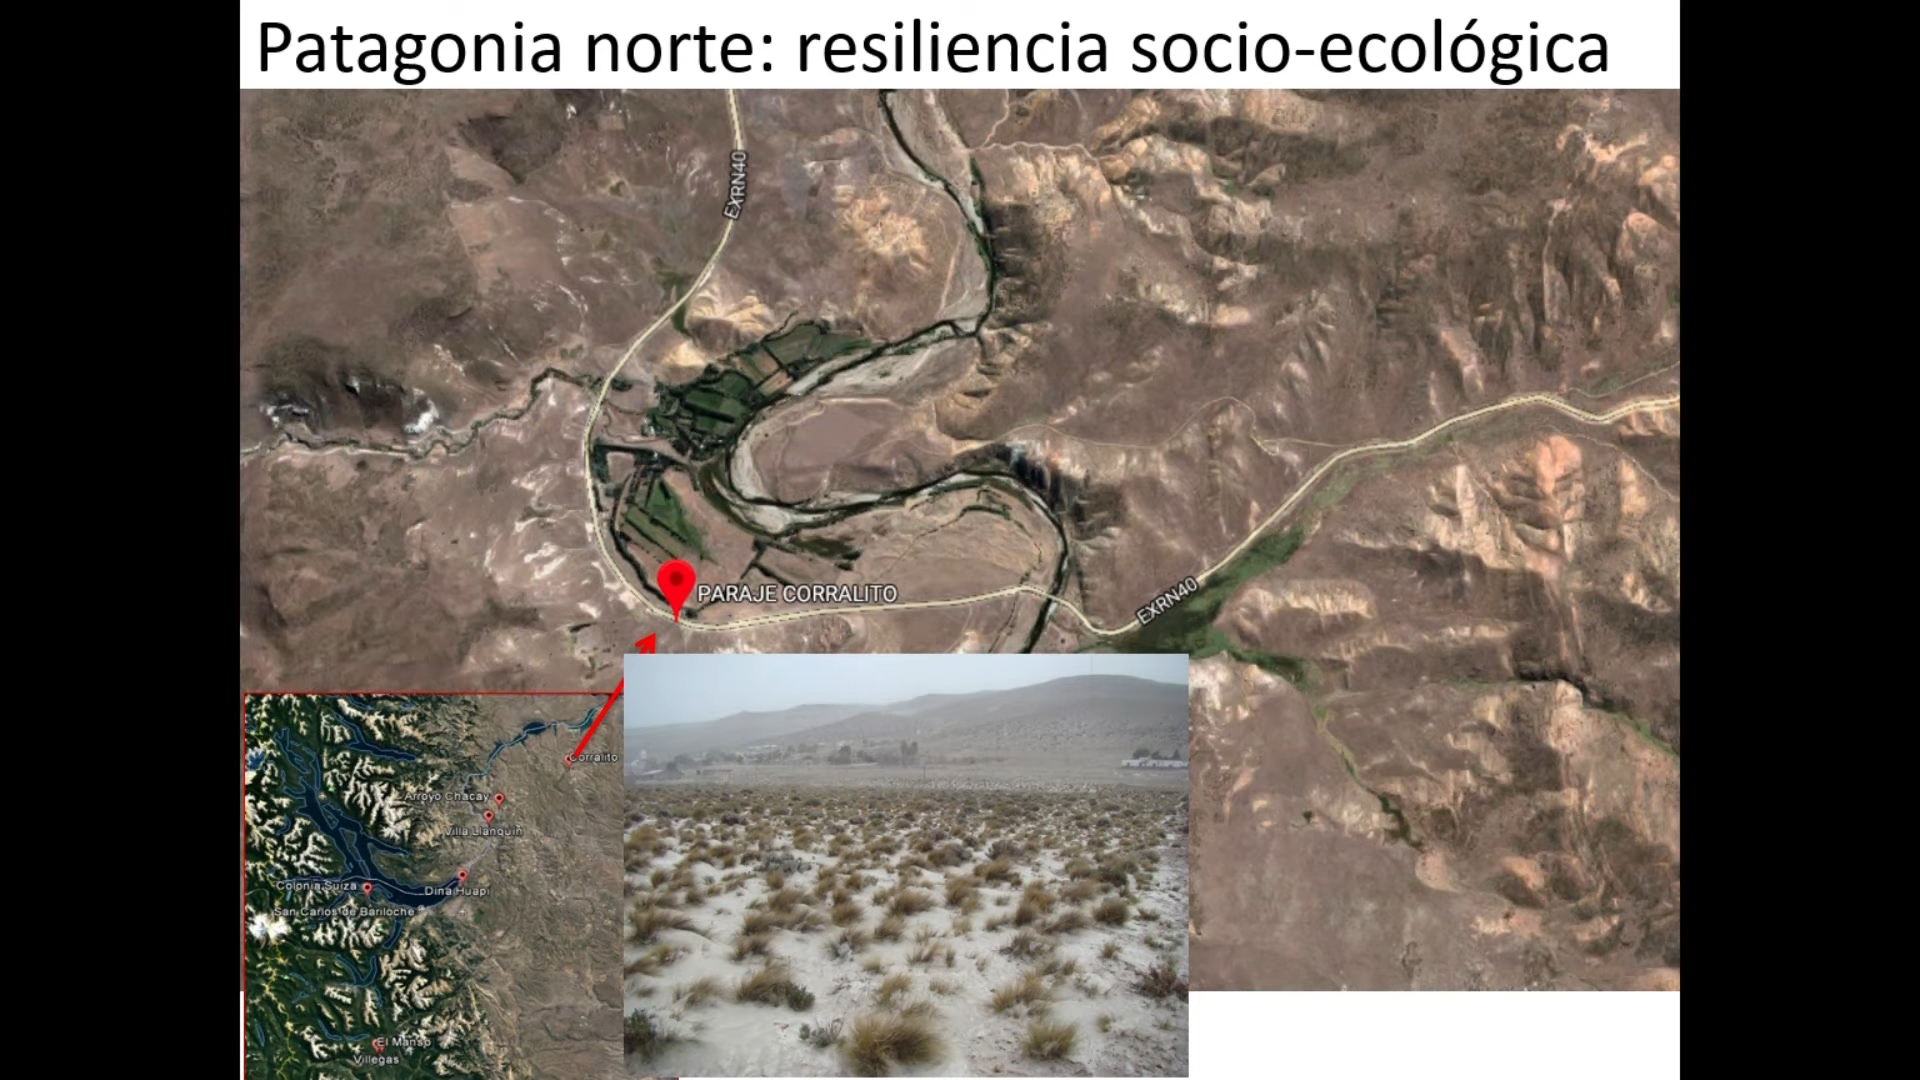 Patagonia norte: resiliencia socio-ecológica
EXRN40
PARAJE CORRALITO
EXRN40
Corralito
Arroyo Chacay
Villa Llanquin
Colonia Suiza
Dina Huapi
San Carlos de Bariloche
El Manso
Villegas